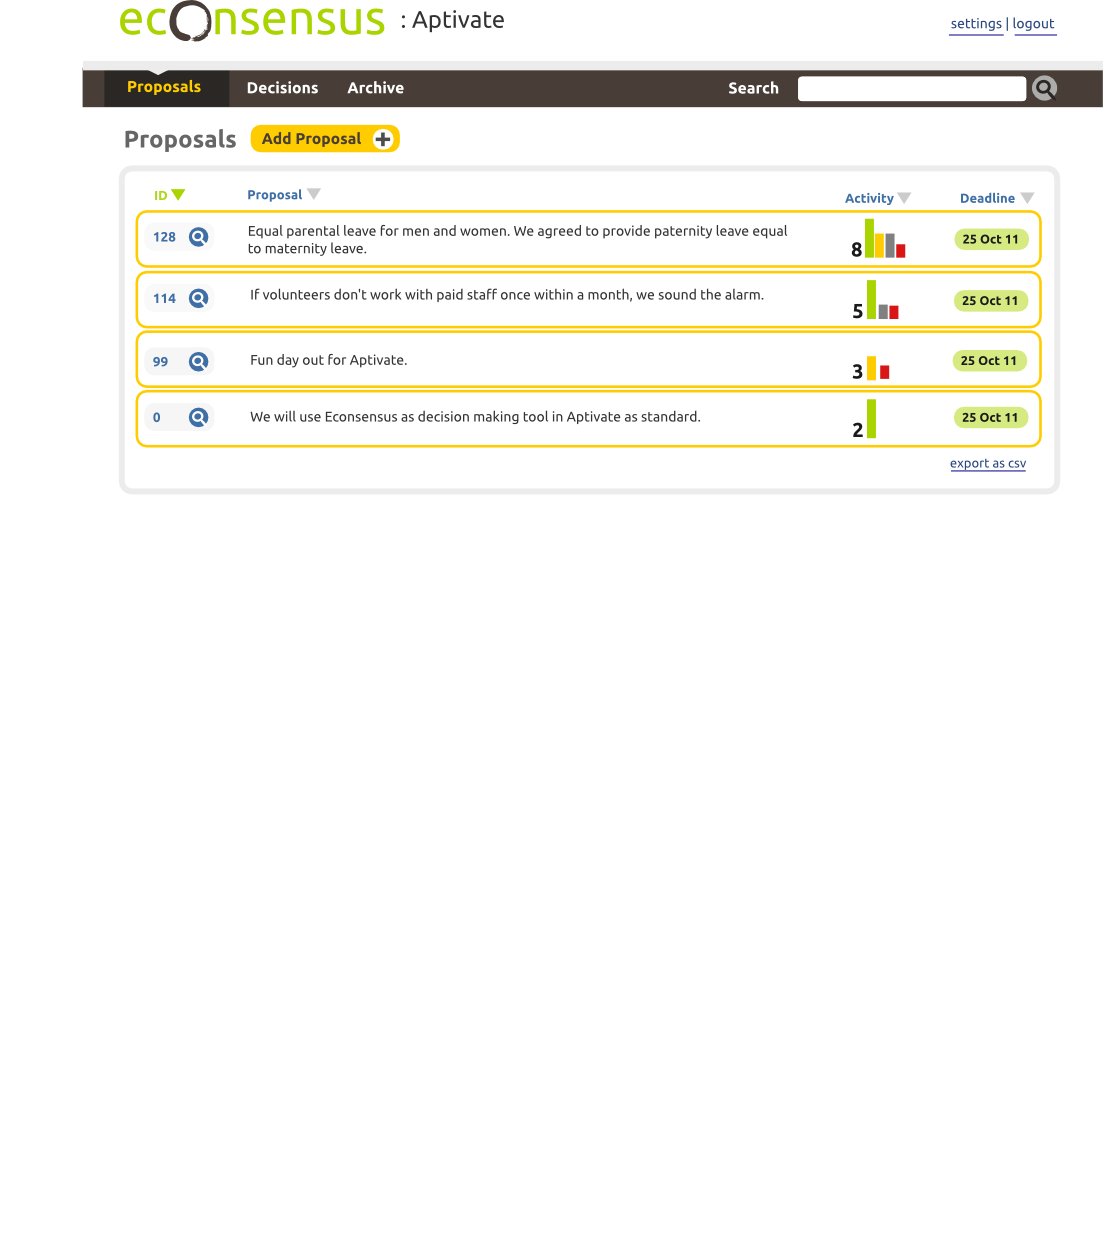 econsensus : Aptivate
settings | logout
Proposals Decisions Archive Search
Proposals Add Proposal
ID Proposal Activity Deadline
128 Equal parental leave for men and women. We agreed to provide paternity leave equal
to maternity leave. 8 25 Oct 11
114 If volunteers don't work with paid staff once within a month, we sound the alarm. 5 25 Oct 11
99 Fun day out for Aptivate. 3 25 Oct 11
0 We will use Econsensus as decision making tool in Aptivate as standard. 2 25 Oct 11
export as csv